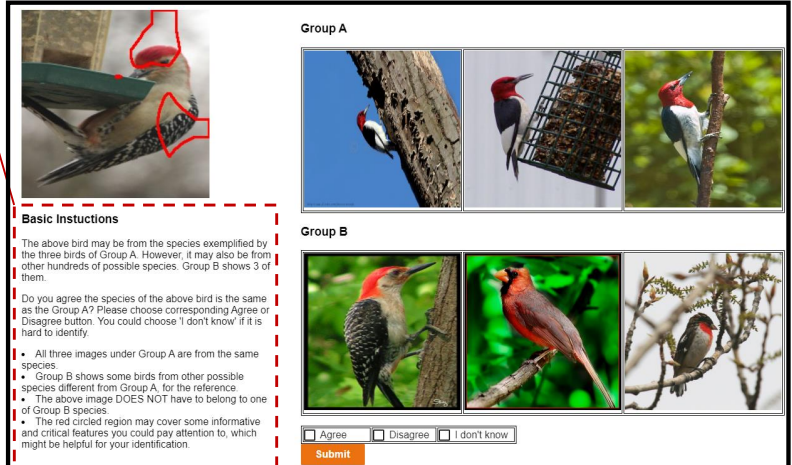 Group A
Basic Instuctions
The above bird may be from the species exemplified by
the three birds of Group A. However, it may also be from
other hundreds of possible species. Group B shows 3 of
them.
Do you agree the species of the above bird is the same
as the Group A? Please choose corresponding Agree or
Disagree button. You could choose 'I don't know' if it is
hard to identify.
• All three images under Group A are from the same
species.
• Group B shows some birds from other possible
species different from Group A, for the reference.
• The above image DOES NOT have to belong to one
of Group B species.
• The red circled region may cover some informative
and critical features you could pay attention to, which
might be helpful for your identification.
Group B
Agree Disagree I don't know
Submit